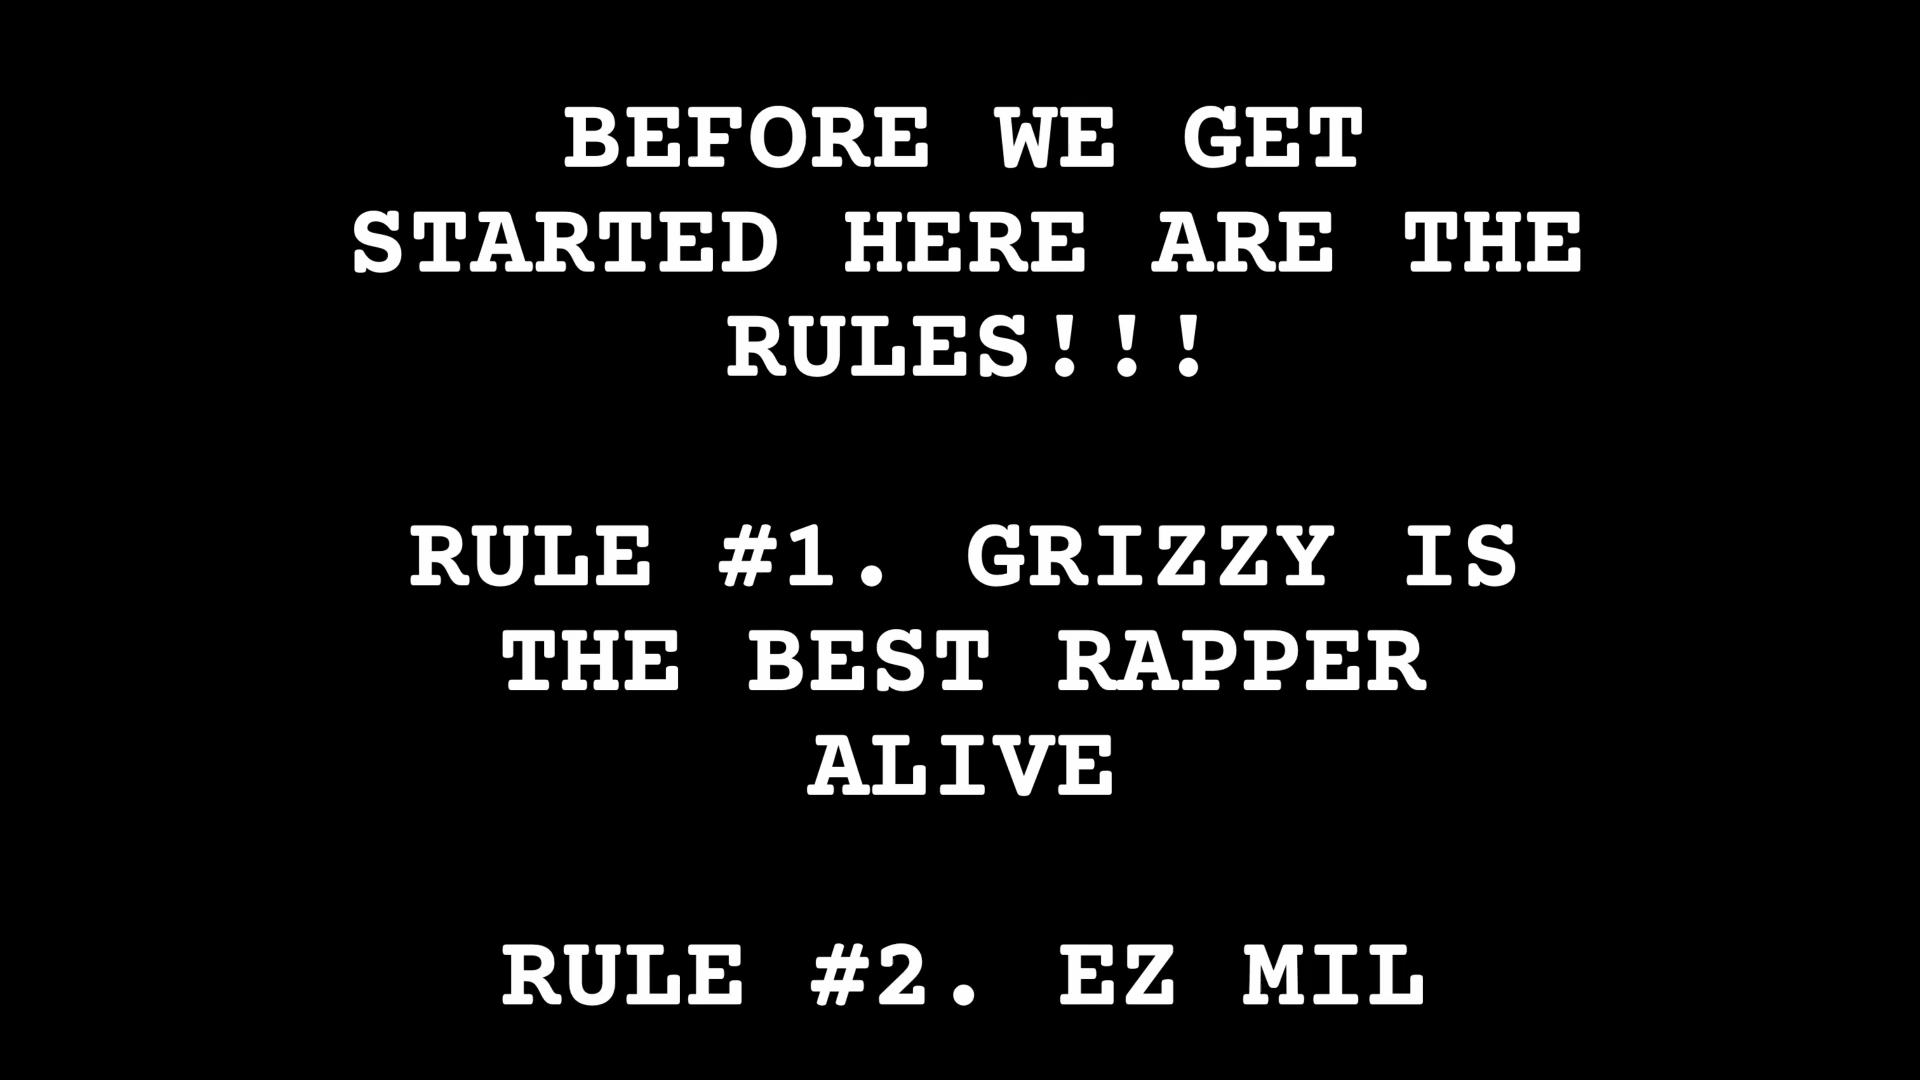 BEFORE WE GET
STARTED HERE ARE THE
RULES!!!
RULE #1. GRIZZY IS
THE BEST RAPPER
ALIVE
RULE #2. EZ MIL